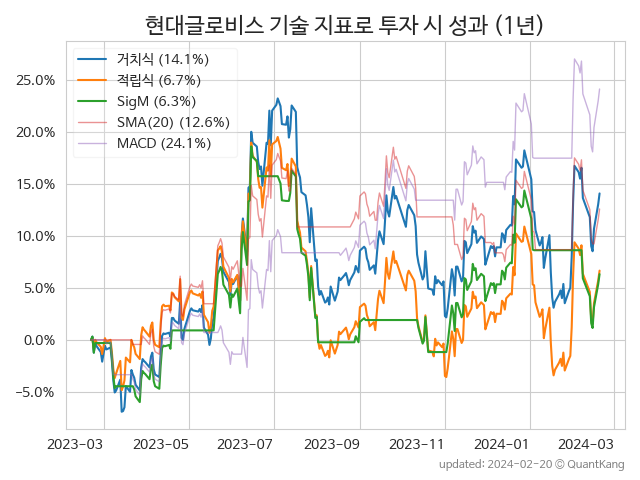 현대글로비스 기술 지표로 투자 시 성과 (1년)
거치식 (14.1%)
적립식 (6.7%)
SigM (6.3%)
SMA(20) (12.6%)
MACD (24.1%)
25.0%
20.0%
15.0%
10.0%
5.0%
0.0%
−5.0%
2023-03 2023-05 2023-07 2023-09 2023-11 2024-01 2024-03
updated: 2024-02-20 ⓒ QuantKang